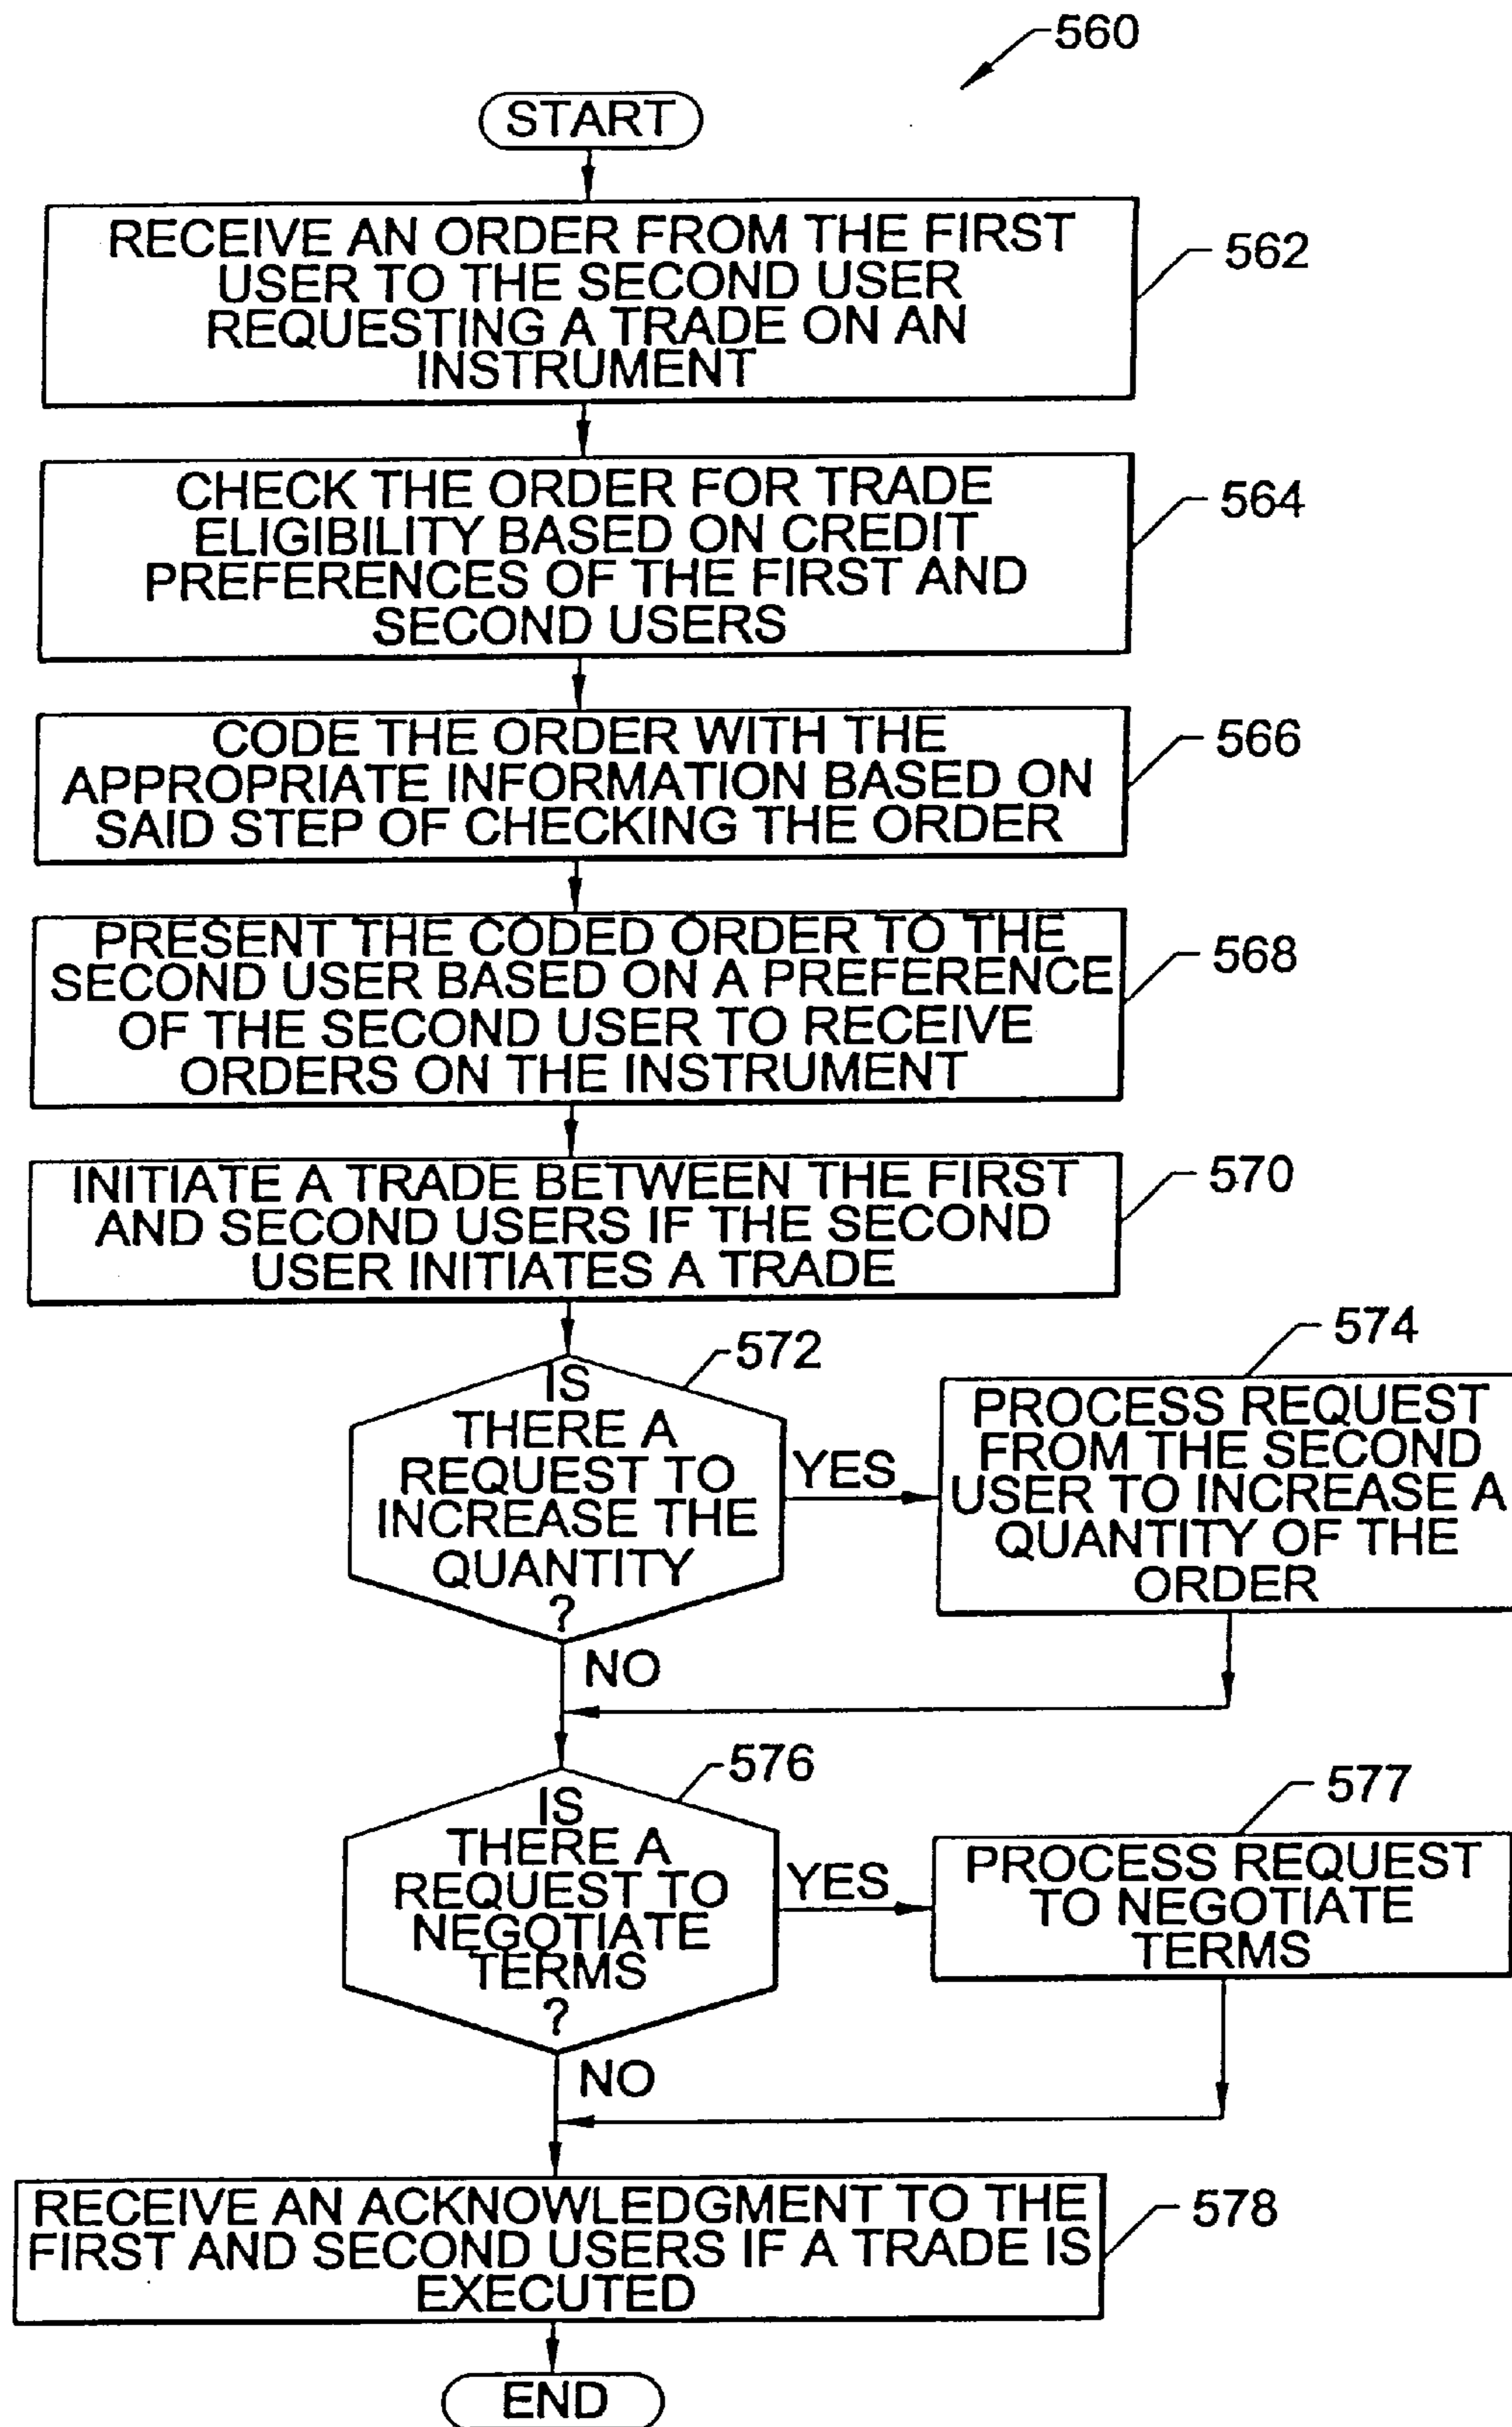 560
START
RECEIVE AN ORDER FROM THE FIRST
USER TO THE SECOND USER
REQUESTING A TRADE ON AN
INSTRUMENT
562
CHECK THE ORDER FOR TRADE
ELIGIBILITY BASED ON CREDIT
PREFERENCES OF THE FIRST AND
SECOND USERS
564
CODE THE ORDER WITH THE
APPROPRIATE INFORMATION BASED ON
SAID STEP OF CHECKING THE ORDER
566
PRESENT THE CODED ORDER TO THE
SECOND USER BASED ON A PREFERENCE
OF THE SECOND USER TO RECEIVE
ORDERS ON THE INSTRUMENT
568
INITIATE A TRADE BETWEEN THE FIRST
AND SECOND USERS IF THE SECOND
USER INITIATES A TRADE
570
IS
THERE A
REQUEST TO
INCREASE THE
QUANTITY
?
572
YES
PROCESS REQUEST
FROM THE SECOND
USER TO INCREASE A
QUANTITY OF THE
ORDER
574
NO
IS
THERE A
REQUEST TO
NEGOTIATE
TERMS
?
576
YES
PROCESS REQUEST
TO NEGOTIATE
TERMS
577
NO
RECEIVE AN ACKNOWLEDGMENT TO THE
FIRST AND SECOND USERS IF A TRADE IS
EXECUTED
578
END